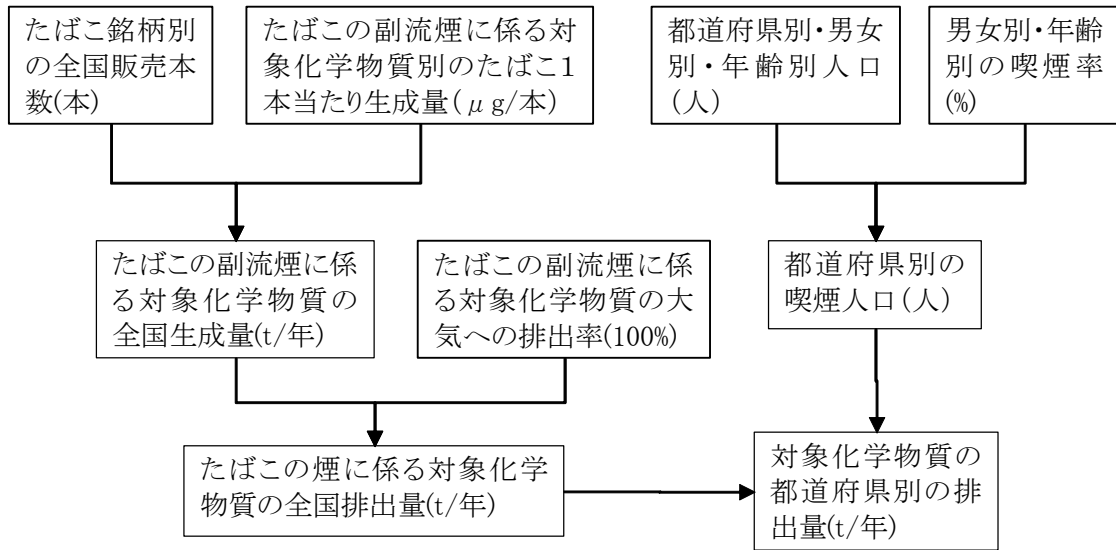 たばこ銘柄別
の全国販売本
数(本)
たばこの副流煙に係る対
象化学物質別のたばこ1
本当たり生成量(μg/本)
都道府県別・男女
別・年齢別人口
(人)
男女別・年齢
別の喫煙率
(%)
たばこの副流煙に係
る対象化学物質の
全国生成量(t/年)
たばこの副流煙に係
る対象化学物質の大
気への排出率(100%)
都道府県別の
喫煙人口(人)
たばこの煙に係る対象化学
物質の全国排出量(t/年)
対象化学物質の
都道府県別の排
出量(t/年)